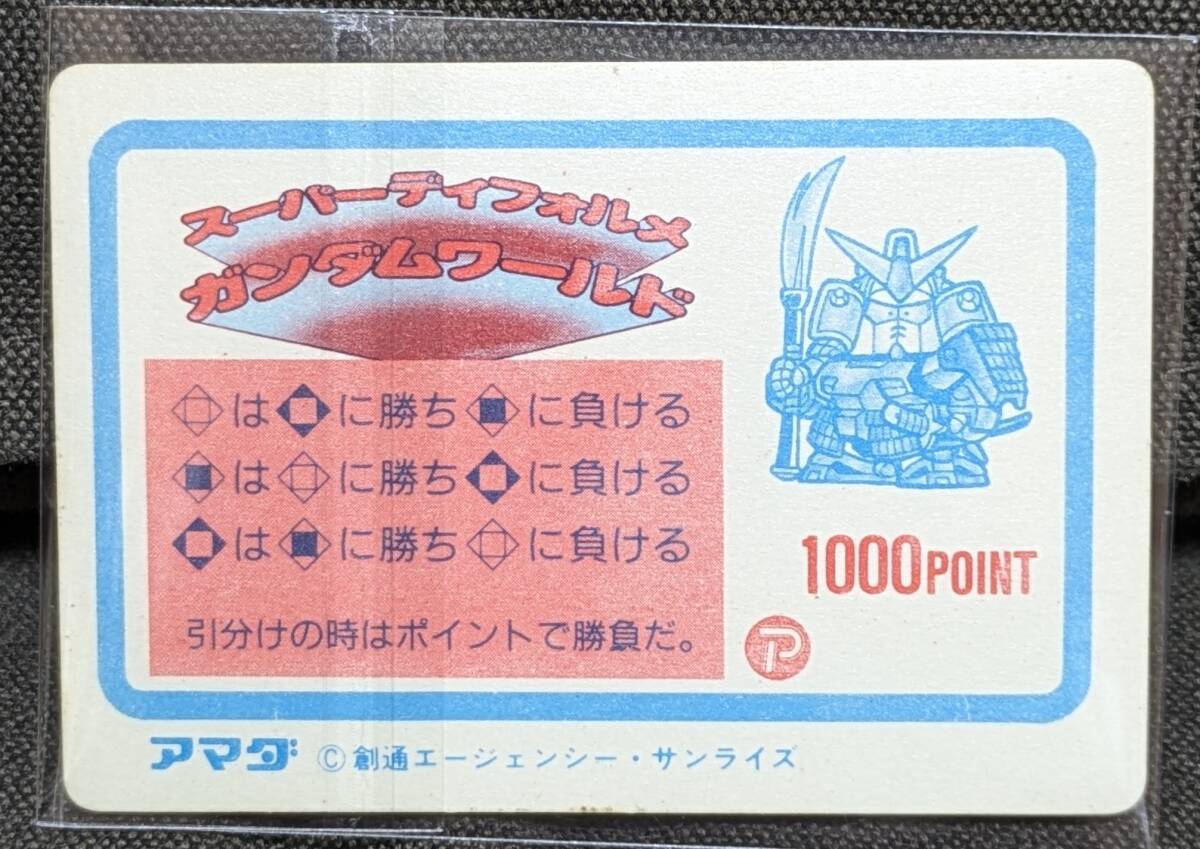 スーパーディフォルメ
ガンダムワールド
は に勝ち に負ける
は に勝ち に負ける
は に勝ち に負ける
引分けの時はポイントで勝負だ。
1000POINT
ア
アマダ ©創通エージェンシー・サンライズ